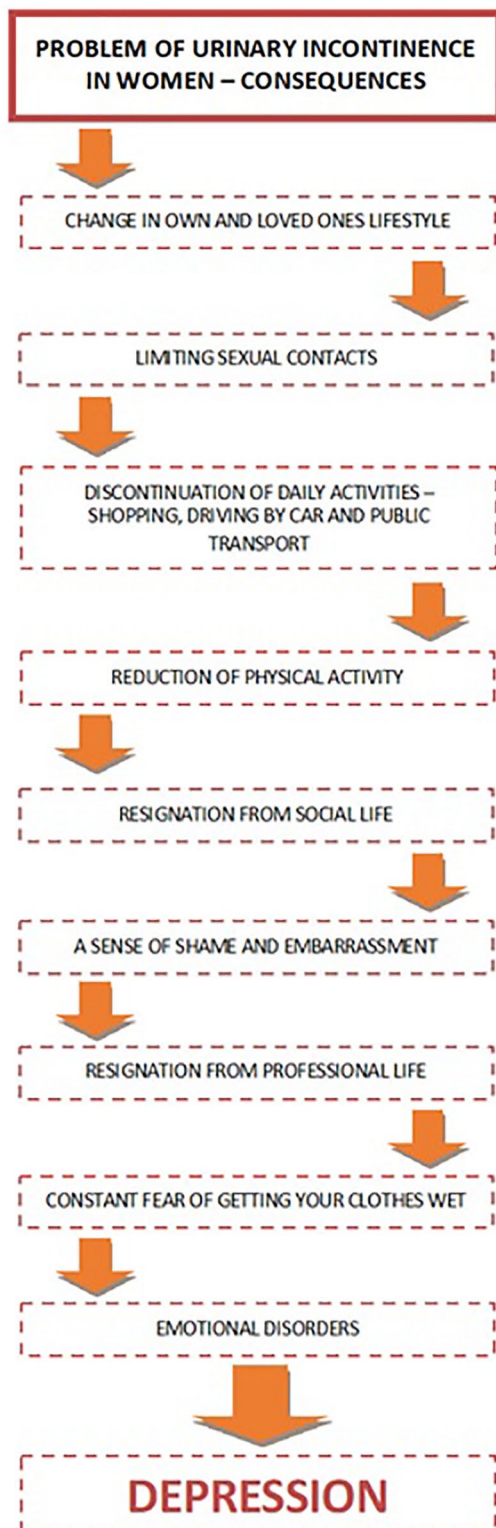 PROBLEM OF URINARY INCONTINENCE
IN WOMEN – CONSEQUENCES
CHANGE IN OWN AND LOVED ONES LIFESTYLE
LIMITING SEXUAL CONTACTS
DISCONTINUATION OF DAILY ACTIVITIES –
SHOPPING, DRIVING BY CAR AND PUBLIC
TRANSPORT
REDUCTION OF PHYSICAL ACTIVITY
RESIGNATION FROM SOCIAL LIFE
A SENSE OF SHAME AND EMBARRASSMENT
RESIGNATION FROM PROFESSIONAL LIFE
CONSTANT FEAR OF GETTING YOUR CLOTHES WET
EMOTIONAL DISORDERS
DEPRESSION